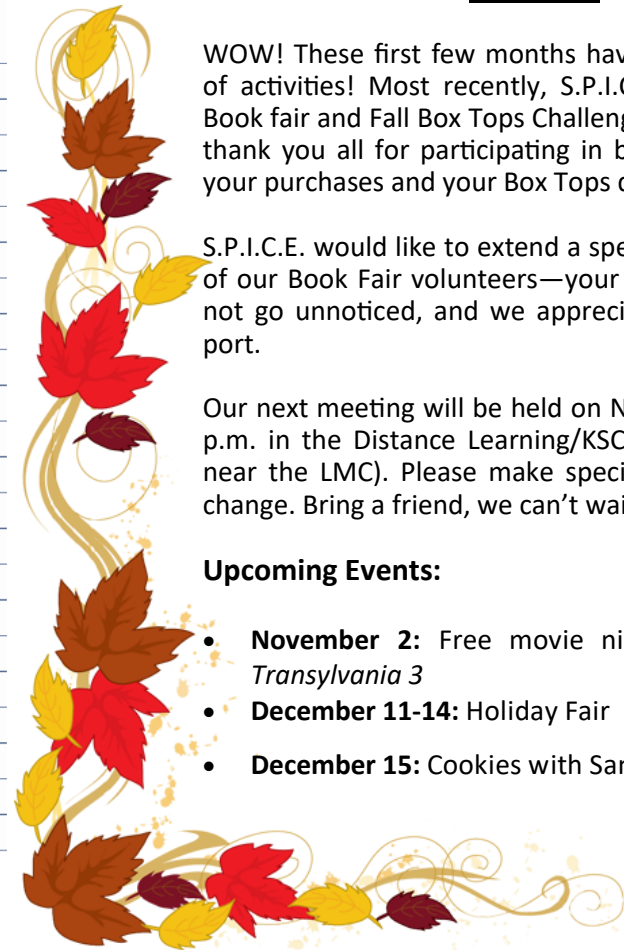 WOW! These first few months hav
of activities! Most recently, S.P.I.C
Book fair and Fall Box Tops Challeng
thank you all for participating in b
your purchases and your Box Tops
S.P.I.C.E. would like to extend a spe
of our Book Fair volunteers—your
not go unnoticed, and we appreci
port.
Our next meeting will be held on N
p.m. in the Distance Learning/KSC
near the LMC). Please make speci
change. Bring a friend, we can't wai
Upcoming Events:
• November 2: Free movie ni
Transylvania 3
• December 11-14: Holiday Fair
• December 15: Cookies with San